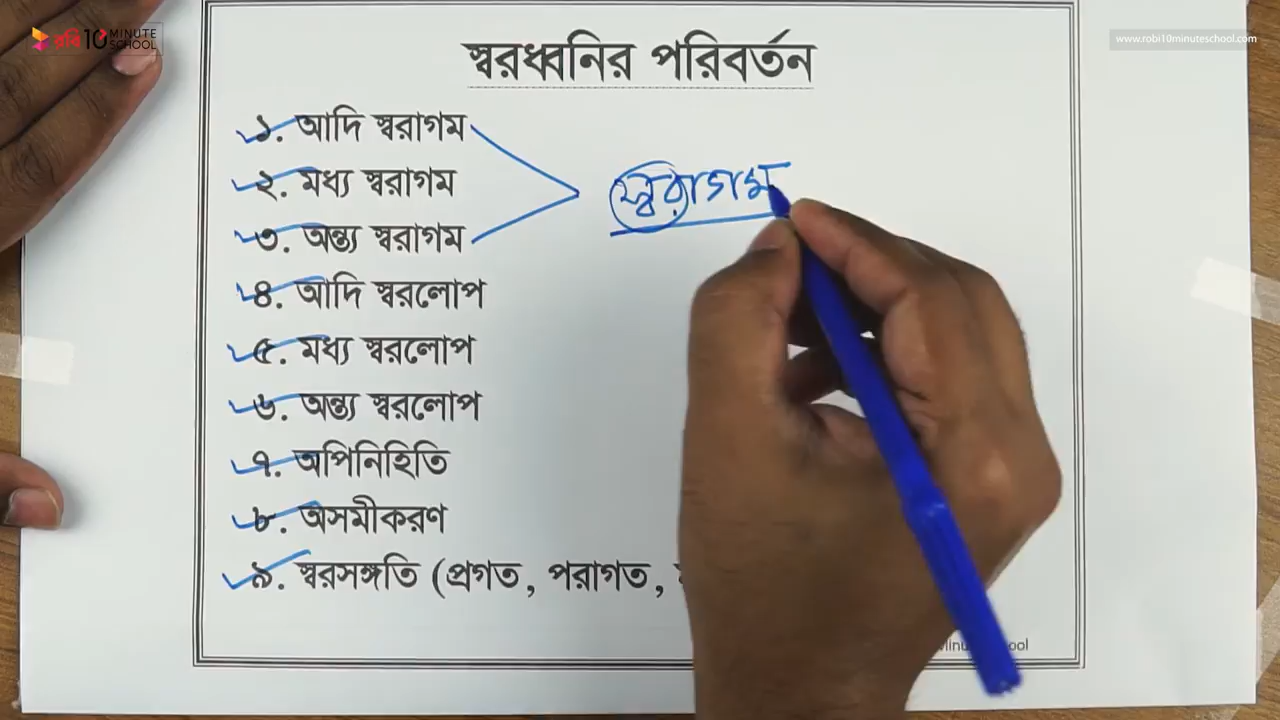 রবি 10 MINUTE SCHOOL
www.robi10minuteschool.com
স্বরধ্বনির পরিবর্তন
১. আদি স্বরাগম
২. মধ্য স্বরাগম
স্বরাগম
৩. অন্ত্য স্বরাগম
৪. আদি স্বরলোপ
৫. মধ্য স্বরলোপ
৬. অন্ত্য স্বরলোপ
৭. অপিনিহিতি
৮. অসমীকরণ
৯. স্বরসঙ্গতি (প্রগত, পরাগত,